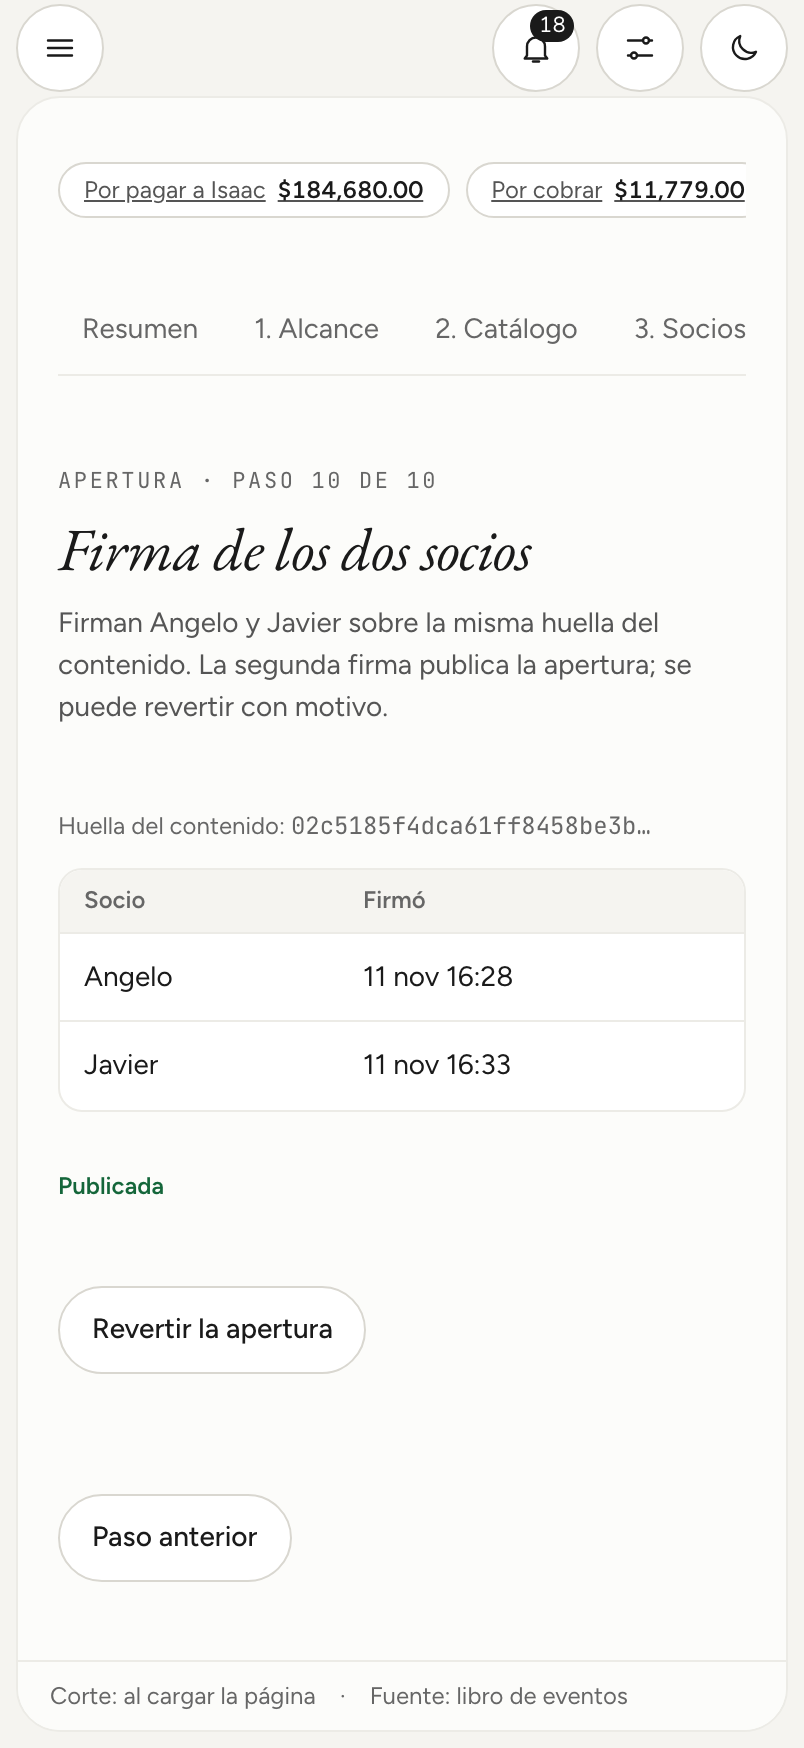 18
Por pagar a Isaac $184,680.00 Por cobrar $11,779.00
Resumen 1. Alcance 2. Catálogo 3. Socios
APERTURA · PASO 10 DE 10
Firma de los dos socios
Firman Angelo y Javier sobre la misma huella del
contenido. La segunda firma publica la apertura; se
puede revertir con motivo.
Huella del contenido: 02c5185f4dca61ff8458be3b…
Socio Firmó
Angelo 11 nov 16:28
Javier 11 nov 16:33
Publicada
Revertir la apertura
Paso anterior
Corte: al cargar la página · Fuente: libro de eventos